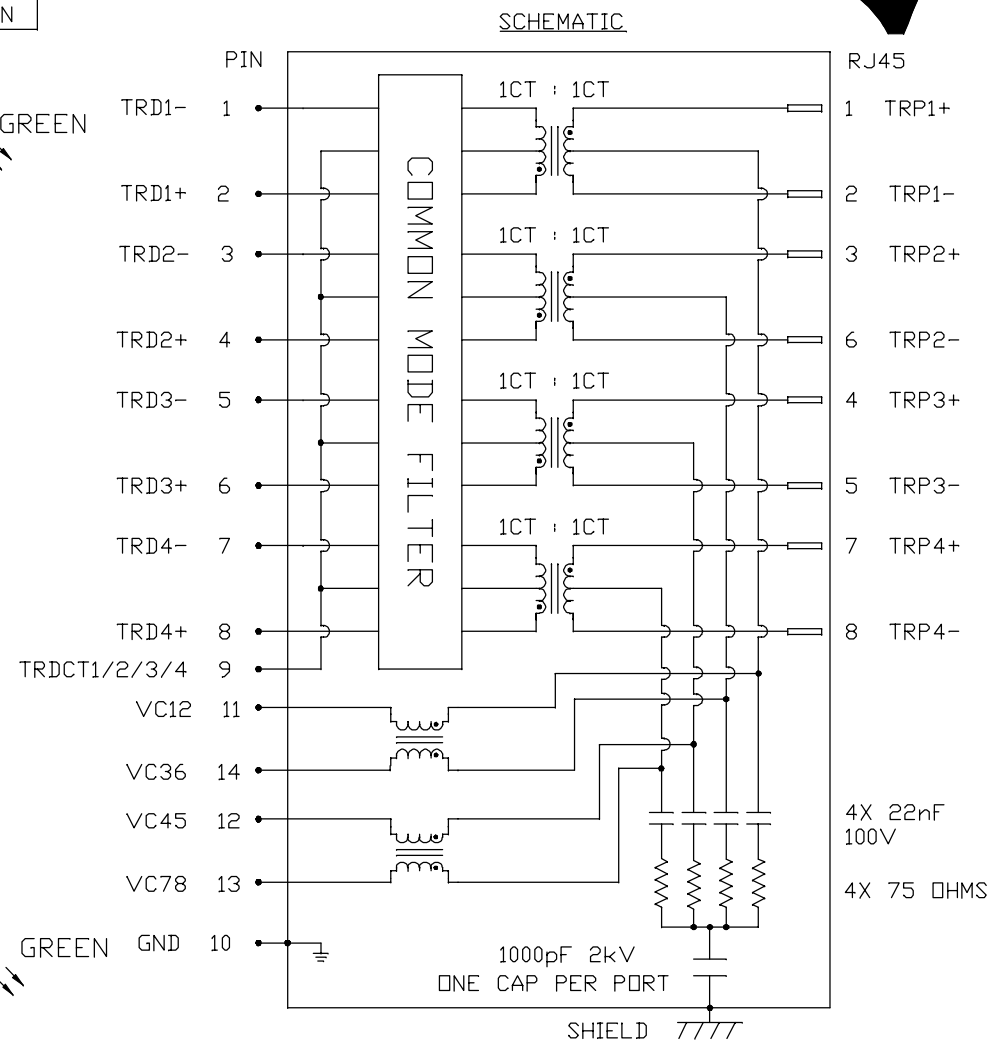 N
SCHEMATIC
PIN
RJ45
1CT : 1CT
TRD1- 1
1 TRP1+
GREEN
TRD1+ 2
2 TRP1-
1CT : 1CT
TRD2- 3
3 TRP2+
COMMON MODE FILTER
TRD2+ 4
6 TRP2-
1CT : 1CT
TRD3- 5
4 TRP3+
TRD3+ 6
5 TRP3-
1CT : 1CT
TRD4- 7
7 TRP4+
TRD4+ 8
8 TRP4-
TRDCT1/2/3/4 9
VC12 11
VC36 14
VC45 12
4X 22nF
100V
VC78 13
4X 75 OHMS
GREEN GND 10
1000pF 2kV
ONE CAP PER PORT
SHIELD